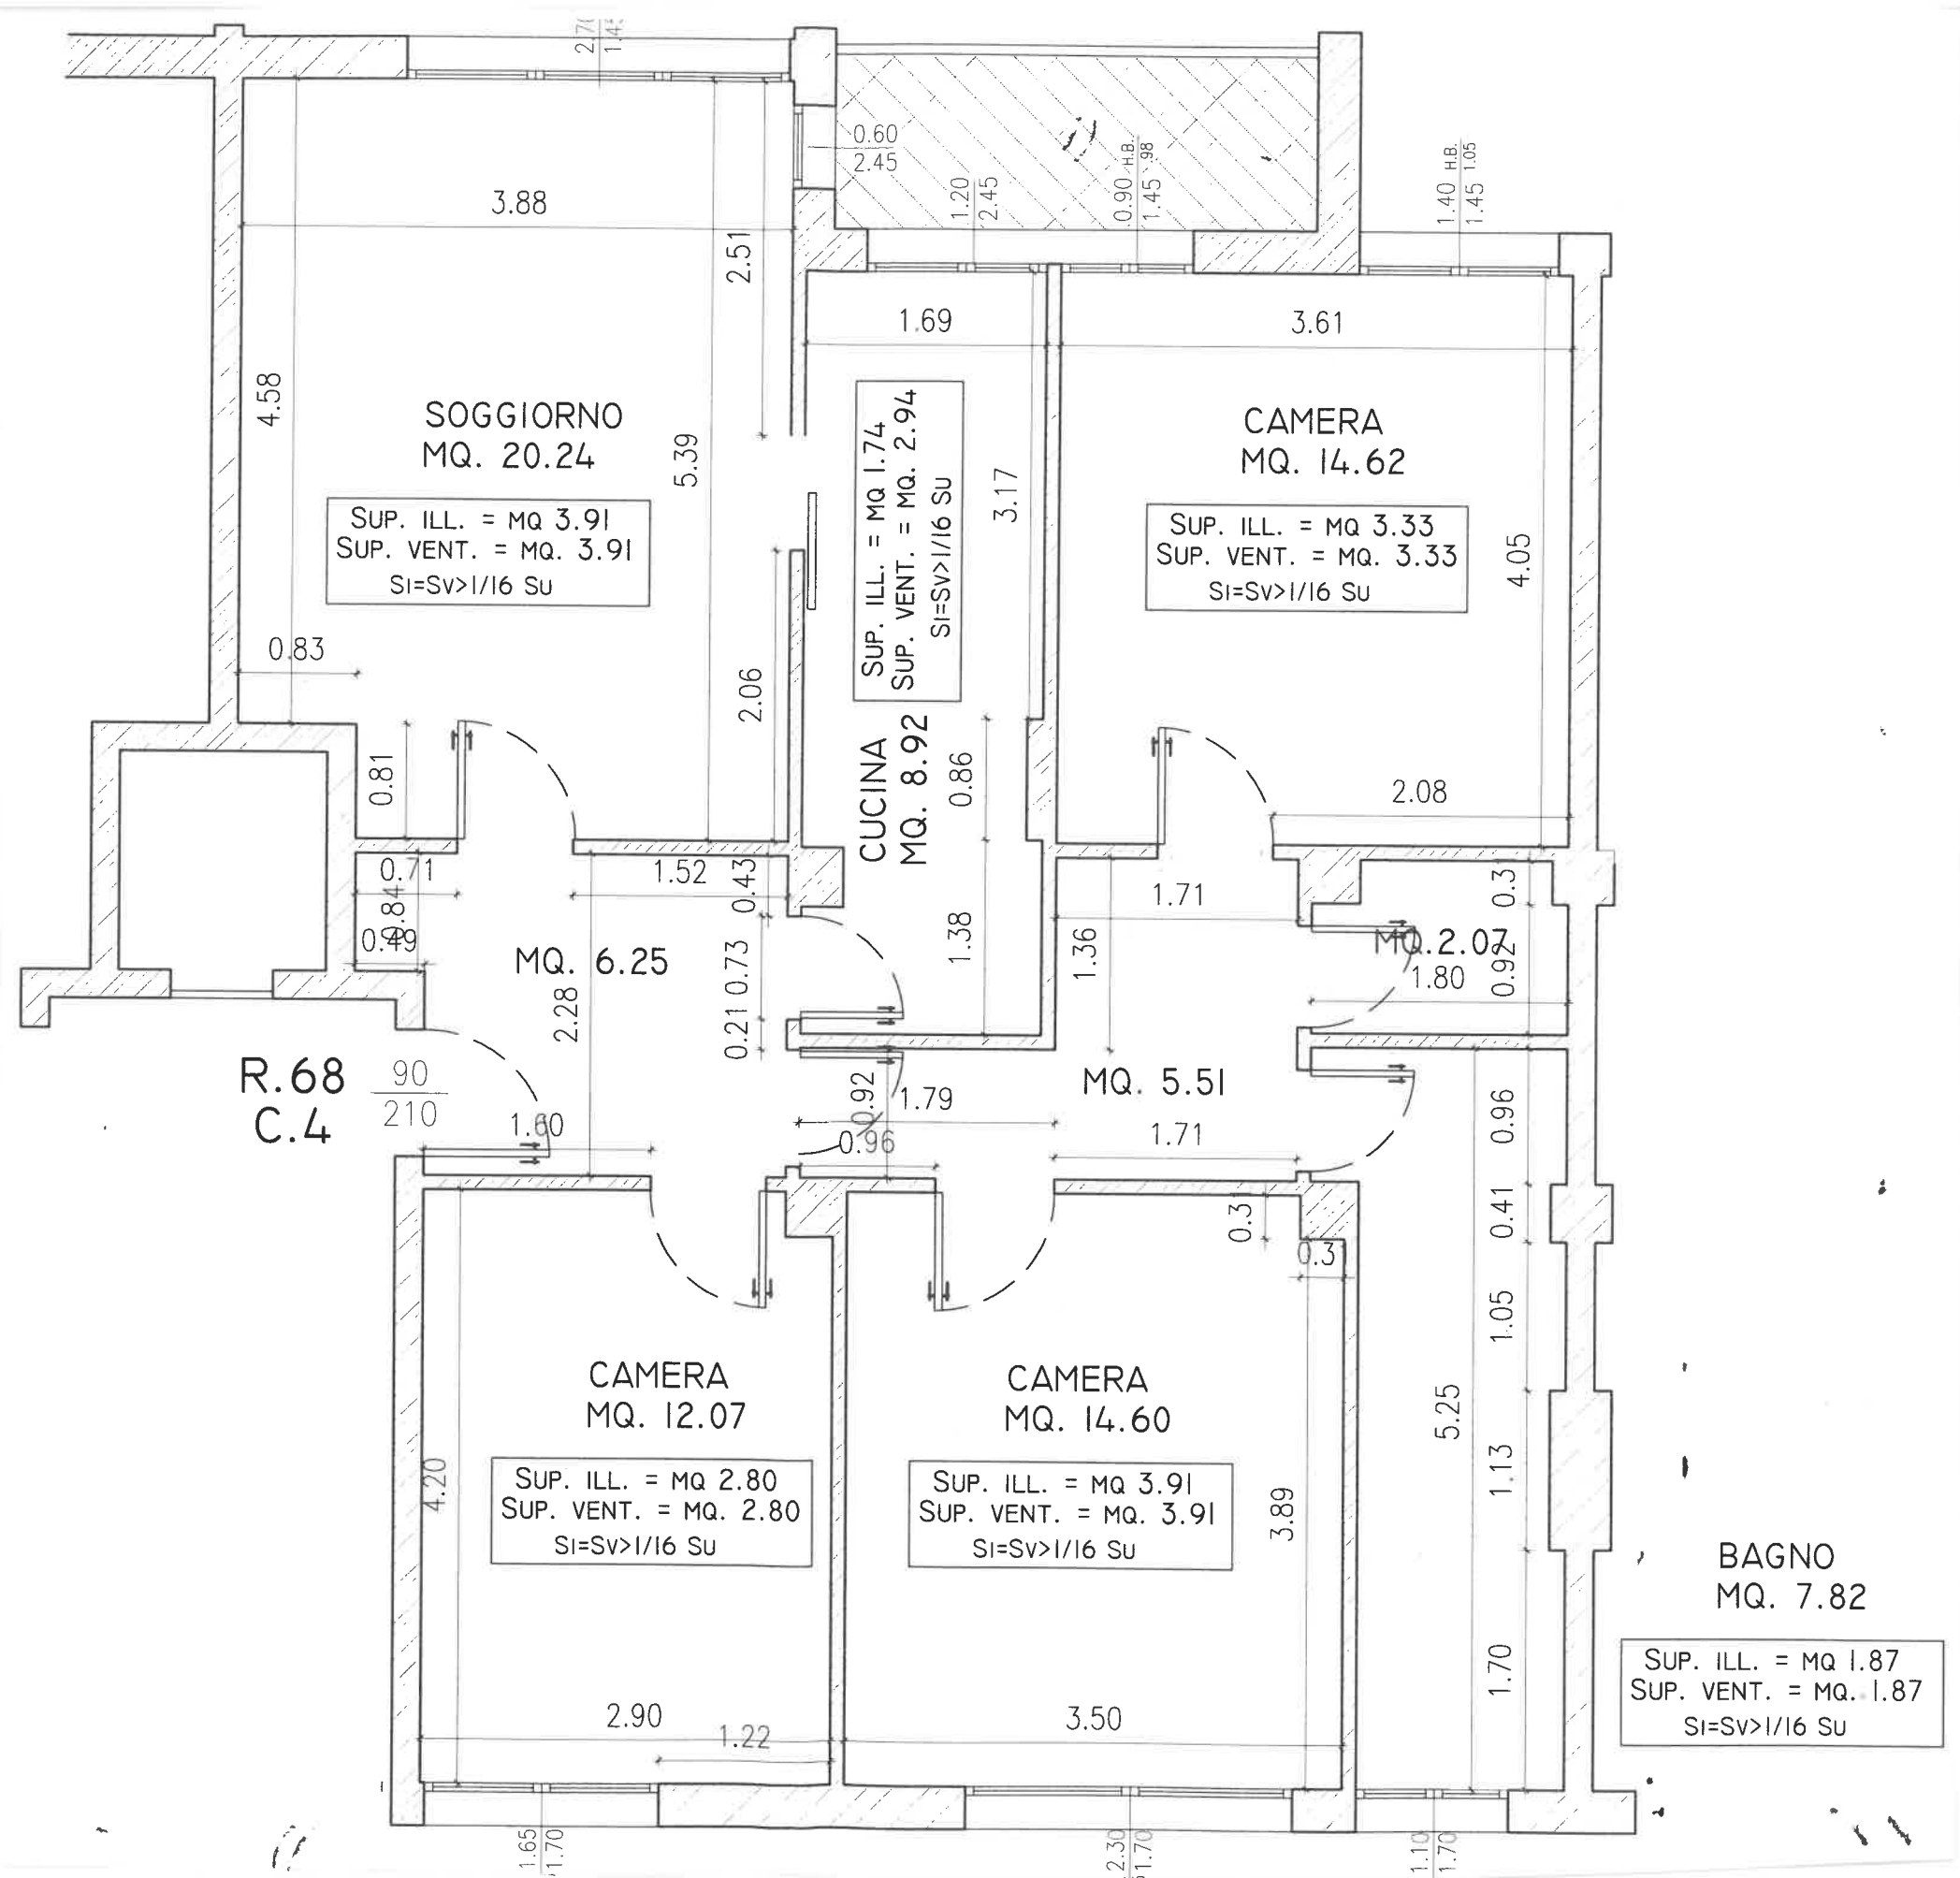 2.70
1.45
0.60
2.45
1.20
2.45
0.90 H.B.
1.45 .98
1.40 H.B.
1.45 1.05
3.88
2.51
4.58
5.39
SOGGIORNO
MQ. 20.24
SUP. ILL. = MQ 3.91
SUP. VENT. = MQ. 3.91
SI=SV>1/16 SU
0.83
2.06
0.81
1.69
3.17
SUP. ILL. = MQ 1.74
SUP. VENT. = MQ. 2.94
SI=SV>1/16 SU
CUCINA
MQ. 8.92
0.86
1.38
3.61
CAMERA
MQ. 14.62
SUP. ILL. = MQ 3.33
SUP. VENT. = MQ. 3.33
SI=SV>1/16 SU
4.05
2.08
0.71
0.84
0.49
1.52
0.43
MQ. 6.25
2.28
0.73
0.21
1.71
1.36
0.31
MQ.2.07
0.92
1.80
R.68
C.4
90
210
1.60
0.92
1.79
0.96
MQ. 5.51
1.71
0.96
0.41
1.05
1.13
1.70
5.25
0.31
0.31
CAMERA
MQ. 12.07
SUP. ILL. = MQ 2.80
SUP. VENT. = MQ. 2.80
SI=SV>1/16 SU
4.20
2.90
1.22
CAMERA
MQ. 14.60
SUP. ILL. = MQ 3.91
SUP. VENT. = MQ. 3.91
SI=SV>1/16 SU
3.89
3.50
BAGNO
MQ. 7.82
SUP. ILL. = MQ 1.87
SUP. VENT. = MQ. 1.87
SI=SV>1/16 SU
1.65
1.70
2.30
1.70
1.10
1.70